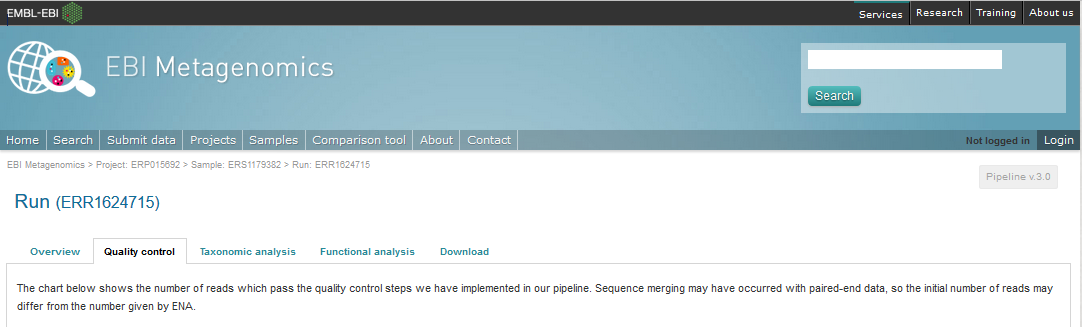 EMBL-EBI
Services Research Training About us
EBI Metagenomics
Search
Home Search Submit data Projects Samples Comparison tool About Contact Not logged in Login
EBI Metagenomics > Project: ERP015692 > Sample: ERS1179382 > Run: ERR1624715
Pipeline v.3.0
Run (ERR1624715)
Overview Quality control Taxonomic analysis Functional analysis Download
The chart below shows the number of reads which pass the quality control steps we have implemented in our pipeline. Sequence merging may have occurred with paired-end data, so the initial number of reads may
differ from the number given by ENA.